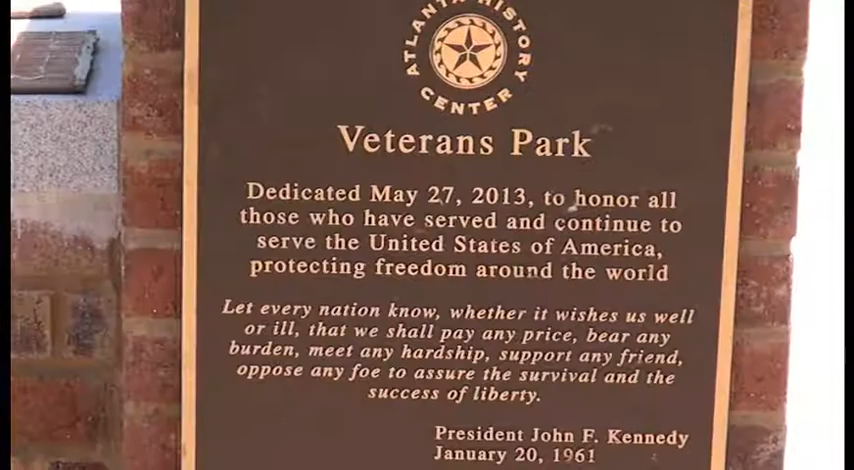 ATLANTA HISTORY
CENTER
Veterans Park
Dedicated May 27, 2013, to honor all
those who have served and continue to
serve the United States of America,
protecting freedom around the world
Let every nation know, whether it wishes us well
or ill, that we shall pay any price, bear any
burden, meet any hardship, support any friend,
oppose any foe to assure the survival and the
success of liberty.
President John F. Kennedy
January 20, 1961